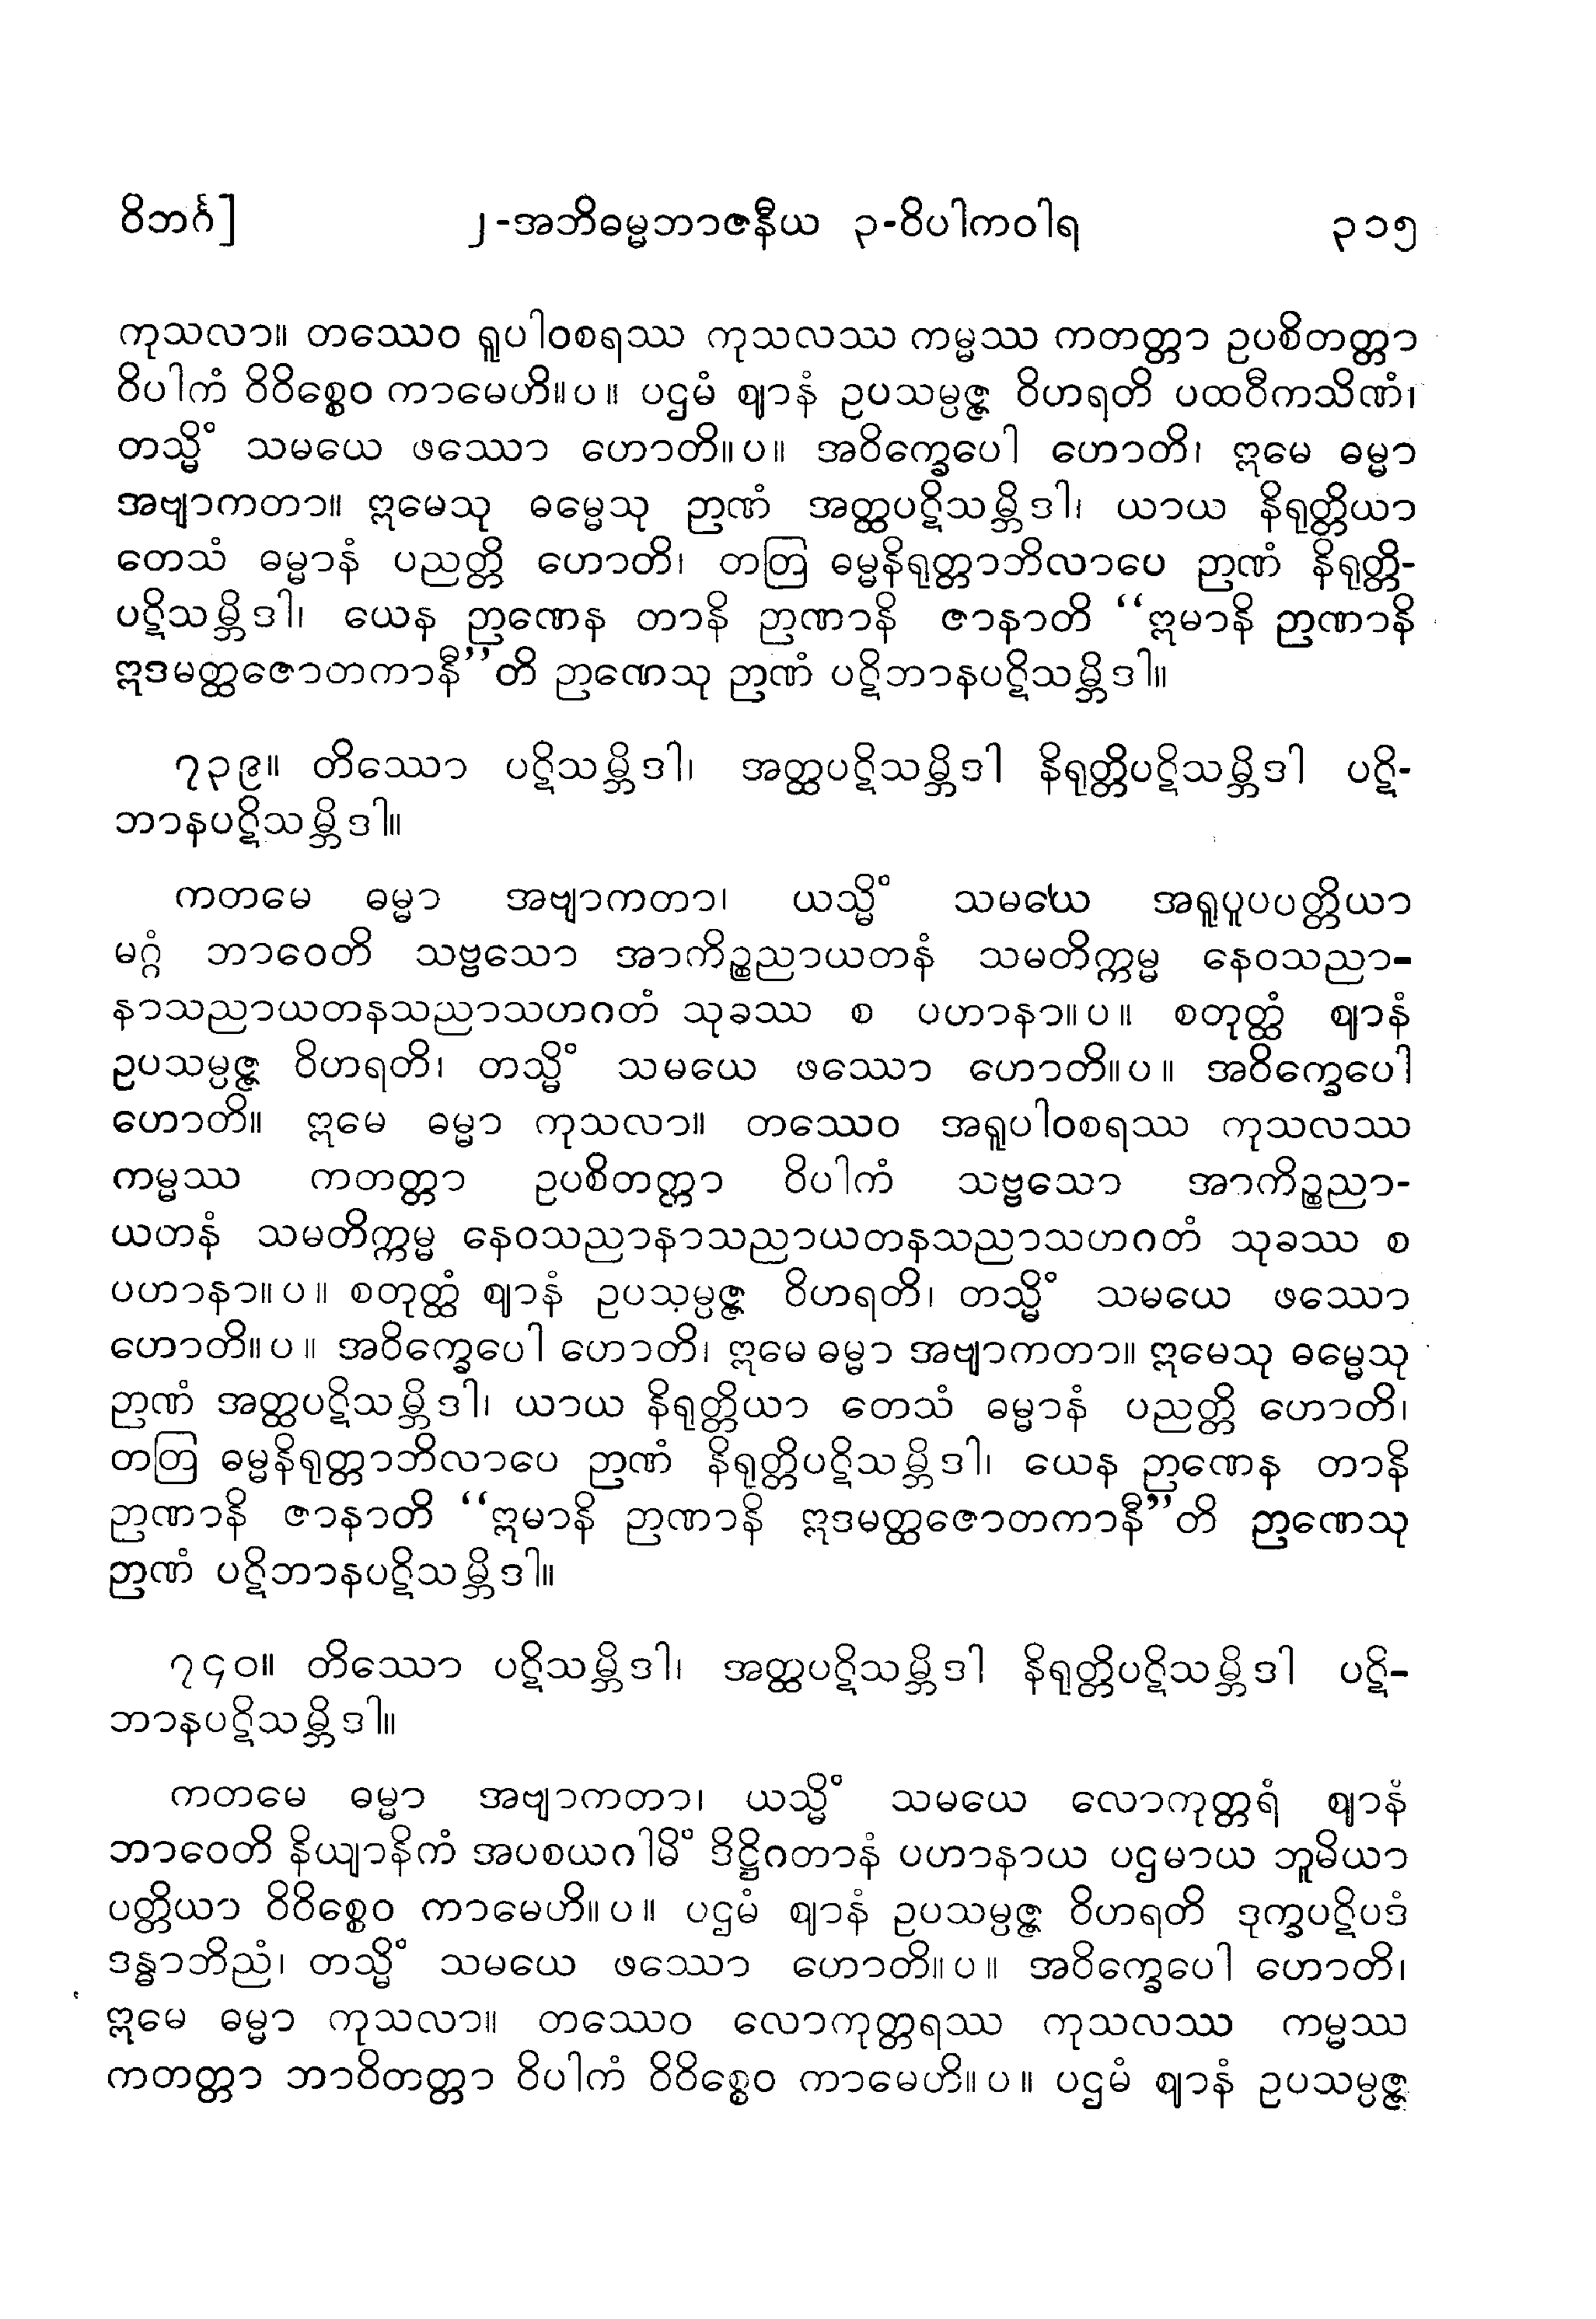 ဝိဘင်္ဂ] ၂-အဘိဓမ္မဘာဇနီယ ၃-ဝိပါကဝါရ ၃၁၅
ကုသလာ။ တဿေဝ ရူပါဝစရဿ ကုသလဿ ကမ္မဿ ကတတ္တာ ဥပစိတတ္တာ
ဝိပါကံ ဝိဝိစ္စေဝ ကာမေဟိ။ပ။ ပဌမံ ဈာနံ ဥပသမ္ပဇ္ဇ ဝိဟရတိ ပထဝီကသိဏံ၊
တသ္မိံ သမယေ ဖဿော ဟောတိ။ပ။ အဝိက္ခေပေါ ဟောတိ၊ ဣမေ ဓမ္မာ
အဗျာကတာ။ ဣမေသု ဓမ္မေသု ဉာဏံ အတ္ထပဋိသမ္ဘိဒါ၊ ယာယ နိရုတ္တိယာ
တေသံ ဓမ္မာနံ ပညတ္တိ ဟောတိ၊ တတြ ဓမ္မနိရုတ္တာဘိလာပေ ဉာဏံ နိရုတ္တိ-
ပဋိသမ္ဘိဒါ၊ ယေန ဉာဏေန တာနိ ဉာဏာနိ ဇာနာတိ “ဣမာနိ ဉာဏာနိ
ဣဒမတ္ထဇောတကာနီ”တိ ဉာဏေသု ဉာဏံ ပဋိဘာနပဋိသမ္ဘိဒါ။
၇၃၉။ တိဿော ပဋိသမ္ဘိဒါ၊ အတ္ထပဋိသမ္ဘိဒါ နိရုတ္တိပဋိသမ္ဘိဒါ ပဋိ-
ဘာနပဋိသမ္ဘိဒါ။
ကတမေ ဓမ္မာ အဗျာကတာ၊ ယသ္မိံ သမယေ အရူပူပပတ္တိယာ
မဂ္ဂံ ဘာဝေတိ သဗ္ဗသော အာကိဉ္စညာယတနံ သမတိက္ကမ္မ နေဝသညာ-
နာသညာယတနသညာသဟဂတံ သုခဿ စ ပဟာနာ။ပ။ စတုတ္ထံ ဈာနံ
ဥပသမ္ပဇ္ဇ ဝိဟရတိ၊ တသ္မိံ သမယေ ဖဿော ဟောတိ။ပ။ အဝိက္ခေပေါ
ဟောတိ။ ဣမေ ဓမ္မာ ကုသလာ။ တဿေဝ အရူပါဝစရဿ ကုသလဿ
ကမ္မဿ ကတတ္တာ ဥပစိတတ္တာ ဝိပါကံ သဗ္ဗသော အာကိဉ္စညာ-
ယတနံ သမတိက္ကမ္မ နေဝသညာနာသညာယတနသညာသဟဂတံ သုခဿ စ
ပဟာနာ။ပ။ စတုတ္ထံ ဈာနံ ဥပသမ္ပဇ္ဇ ဝိဟရတိ၊ တသ္မိံ သမယေ ဖဿော
ဟောတိ။ပ။ အဝိက္ခေပေါ ဟောတိ၊ ဣမေ ဓမ္မာ အဗျာကတာ။ ဣမေသု ဓမ္မေသု
ဉာဏံ အတ္ထပဋိသမ္ဘိဒါ၊ ယာယ နိရုတ္တိယာ တေသံ ဓမ္မာနံ ပညတ္တိ ဟောတိ၊
တတြ ဓမ္မနိရုတ္တာဘိလာပေ ဉာဏံ နိရုတ္တိပဋိသမ္ဘိဒါ၊ ယေန ဉာဏေန တာနိ
ဉာဏာနိ ဇာနာတိ “ဣမာနိ ဉာဏာနိ ဣဒမတ္ထဇောတကာနီ”တိ ဉာဏေသု
ဉာဏံ ပဋိဘာနပဋိသမ္ဘိဒါ။
၇၄၀။ တိဿော ပဋိသမ္ဘိဒါ၊ အတ္ထပဋိသမ္ဘိဒါ နိရုတ္တိပဋိသမ္ဘိဒါ ပဋိ-
ဘာနပဋိသမ္ဘိဒါ။
ကတမေ ဓမ္မာ အဗျာကတာ၊ ယသ္မိံ သမယေ လောကုတ္တရံ ဈာနံ
ဘာဝေတိ နိယျာနိကံ အပစယဂါမိံ ဒိဋ္ဌိဂတာနံ ပဟာနာယ ပဌမာယ ဘူမိယာ
ပတ္တိယာ ဝိဝိစ္စေဝ ကာမေဟိ။ပ။ ပဌမံ ဈာနံ ဥပသမ္ပဇ္ဇ ဝိဟရတိ ဒုက္ခပဋိပဒံ
ဒန္ဓာဘိညံ၊ တသ္မိံ သမယေ ဖဿော ဟောတိ။ပ။ အဝိက္ခေပေါ ဟောတိ၊
ဣမေ ဓမ္မာ ကုသလာ။ တဿေဝ လောကုတ္တရဿ ကုသလဿ ကမ္မဿ
ကတတ္တာ ဘာဝိတတ္တာ ဝိပါကံ ဝိဝိစ္စေဝ ကာမေဟိ။ပ။ ပဌမံ ဈာနံ ဥပသမ္ပဇ္ဇ